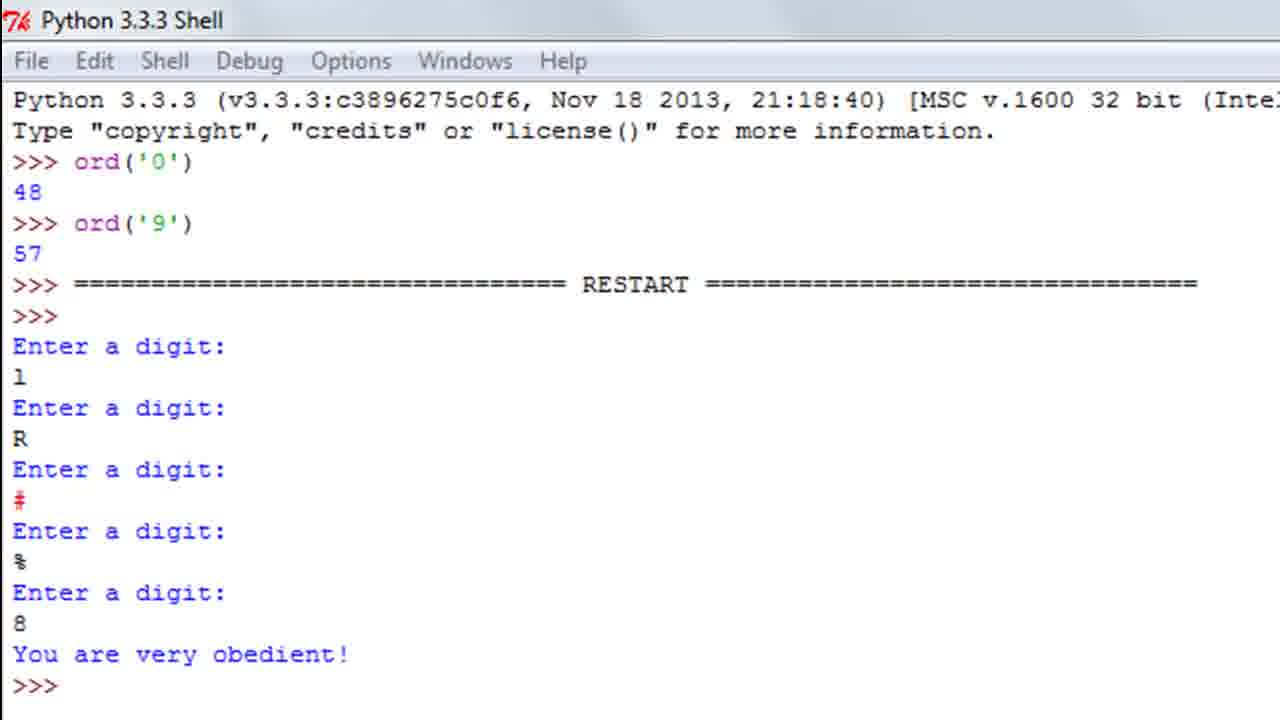 Python 3.3.3 Shell
File Edit Shell Debug Options Windows Help
Python 3.3.3 (v3.3.3:c3896275c0f6, Nov 18 2013, 21:18:40) [MSC v.1600 32 bit (Inte
Type "copyright", "credits" or "license()" for more information.
>>> ord('0')
48
>>> ord('9')
57
>>> ================================ RESTART ================================
>>>
Enter a digit:
l
Enter a digit:
R
Enter a digit:
#
Enter a digit:
%
Enter a digit:
8
You are very obedient!
>>>